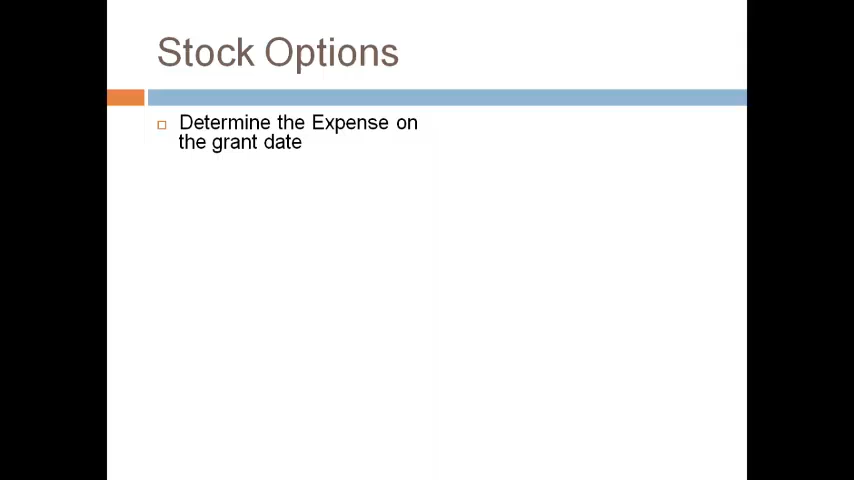 Stock Options
Determine the Expense on
the grant date